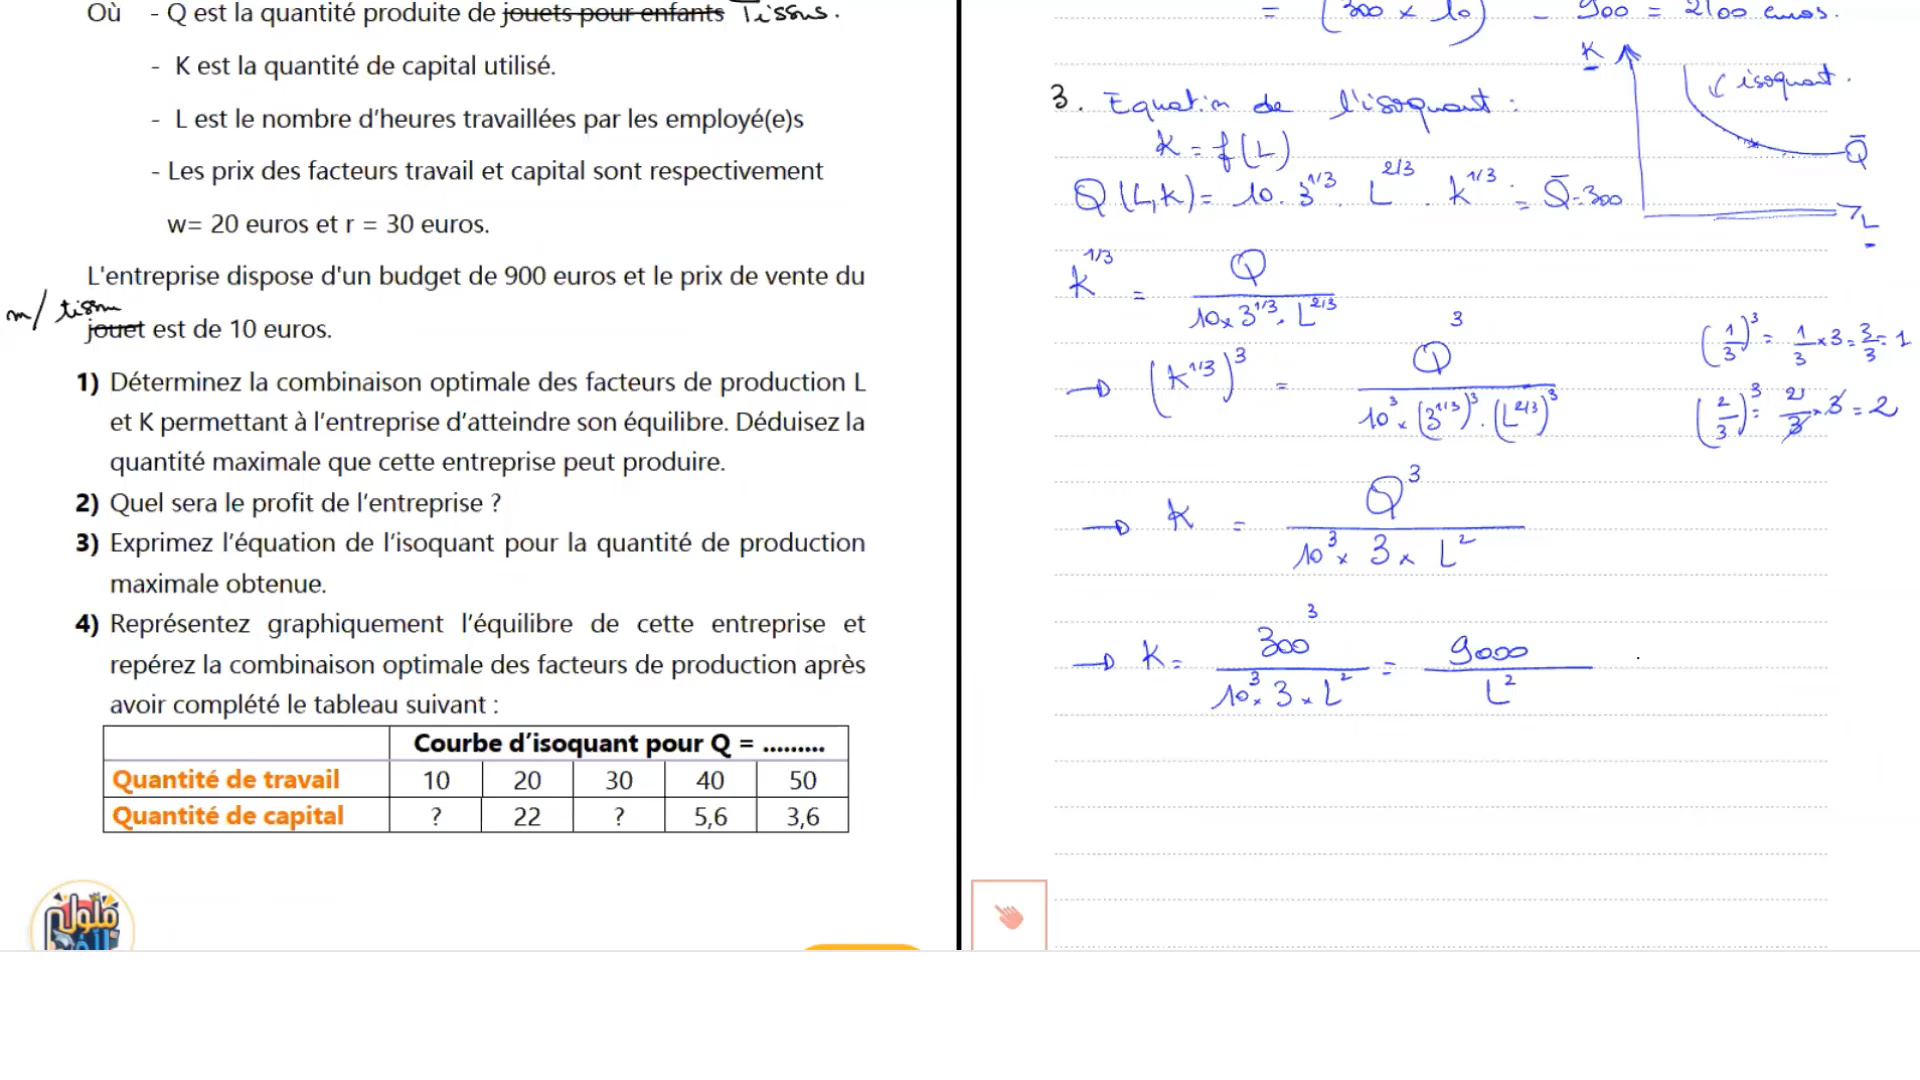 Où - Q est la quantité produite de jouets pour enfants Tissus.
- K est la quantité de capital utilisé.
- L est le nombre d'heures travaillées par les employé(e)s
- Les prix des facteurs travail et capital sont respectivement
w= 20 euros et r = 30 euros.
L'entreprise dispose d'un budget de 900 euros et le prix de vente du
m/ tissu
jouet est de 10 euros.
1) Déterminez la combinaison optimale des facteurs de production L
et K permettant à l'entreprise d'atteindre son équilibre. Déduisez la
quantité maximale que cette entreprise peut produire.
2) Quel sera le profit de l'entreprise ?
3) Exprimez l'équation de l'isoquant pour la quantité de production
maximale obtenue.
4) Représentez graphiquement l'équilibre de cette entreprise et
repérez la combinaison optimale des facteurs de production après
avoir complété le tableau suivant :
Courbe d'isoquant pour Q = .........
Quantité de travail 10 20 30 40 50
Quantité de capital ? 22 ? 5,6 3,6
ملول
= (300 x 10) - 900 = 2100 euros.
K
isoquant.
Q̄
L
3. Equation de l'isoquant :
K = f(L)
Q(L,K) = 10. 3^1/3 . L^2/3 . K^1/3 = Q̄ = 300
K^1/3 = Q / 10 x 3^1/3 . L^2/3
→ (K^1/3)^3 = Q^3 / 10^3 x (3^1/3)^3 . (L^2/3)^3
(1/3)^3 = 1/3 x 3 = 3/3 = 1
(2/3)^3 = 2/3 x 3 = 2
→ K = Q^3 / 10^3 x 3 x L^2
→ K = 300^3 / 10^3 x 3 x L^2 = 9000 / L^2